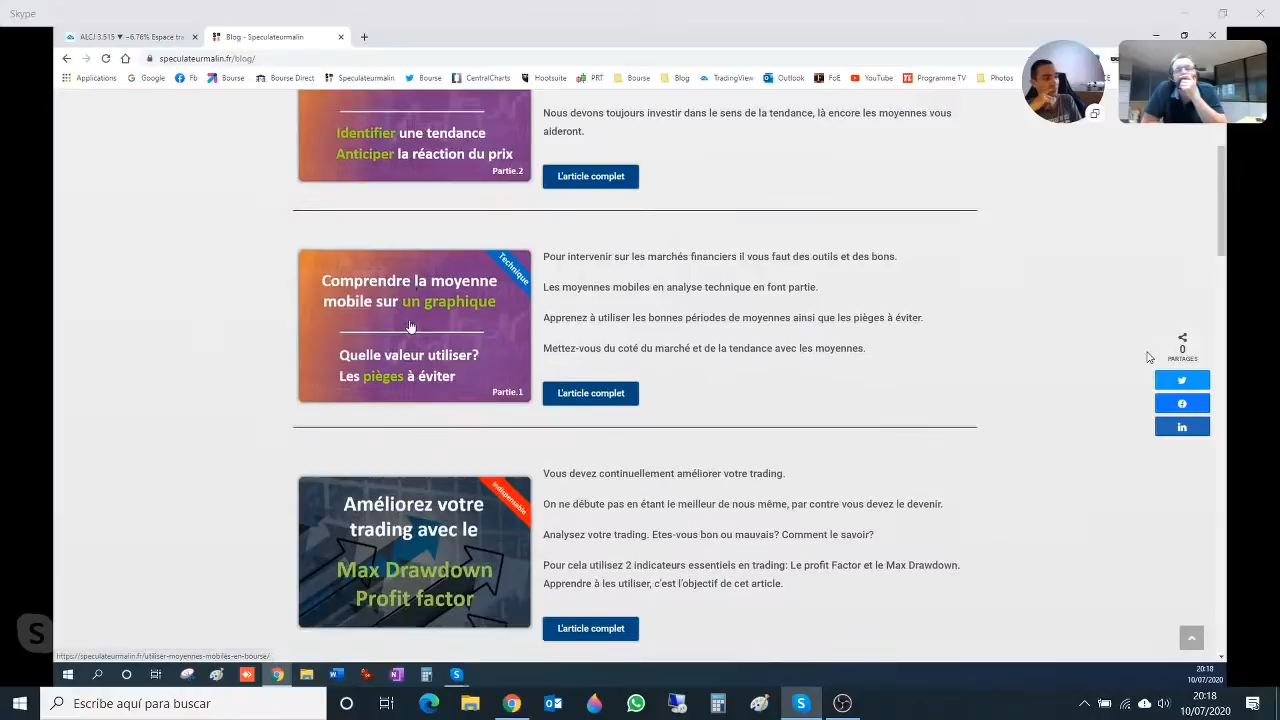 Skype
ALCJ 3.515 ▼ −6.76% Espace tra
Blog - Speculateurmalin
speculateurmalin.fr/blog/
Applications
Google
Fb
Bourse
Bourse Direct
Speculateurmalin
Bourse
CentralCharts
Hootsuite
PRT
Bourse
Blog
TradingView
Outlook
FoE
YouTube
Programme TV
Photos
Identifier une tendance
Anticiper la réaction du prix
Partie.2
Nous devons toujours investir dans le sens de la tendance, là encore les moyennes vous
aideront.
L'article complet
Technique
Comprendre la moyenne
mobile sur un graphique
Quelle valeur utiliser?
Les pièges à éviter
Partie.1
Pour intervenir sur les marchés financiers il vous faut des outils et des bons.
Les moyennes mobiles en analyse technique en font partie.
Apprenez à utiliser les bonnes périodes de moyennes ainsi que les pièges à éviter.
Mettez-vous du coté du marché et de la tendance avec les moyennes.
L'article complet
0
PARTAGES
Indispensable
Améliorez votre
trading avec le
Max Drawdown
Profit factor
Vous devez continuellement améliorer votre trading.
On ne débute pas en étant le meilleur de nous même, par contre vous devez le devenir.
Analysez votre trading. Etes-vous bon ou mauvais? Comment le savoir?
Pour cela utilisez 2 indicateurs essentiels en trading: Le profit Factor et le Max Drawdown.
Apprendre à les utiliser, c'est l'objectif de cet article.
L'article complet
https://speculateurmalin.fr/utiliser-moyennes-mobiles-en-bourse/
20:18
10/07/2020
Escribe aquí para buscar
20:18
10/07/2020